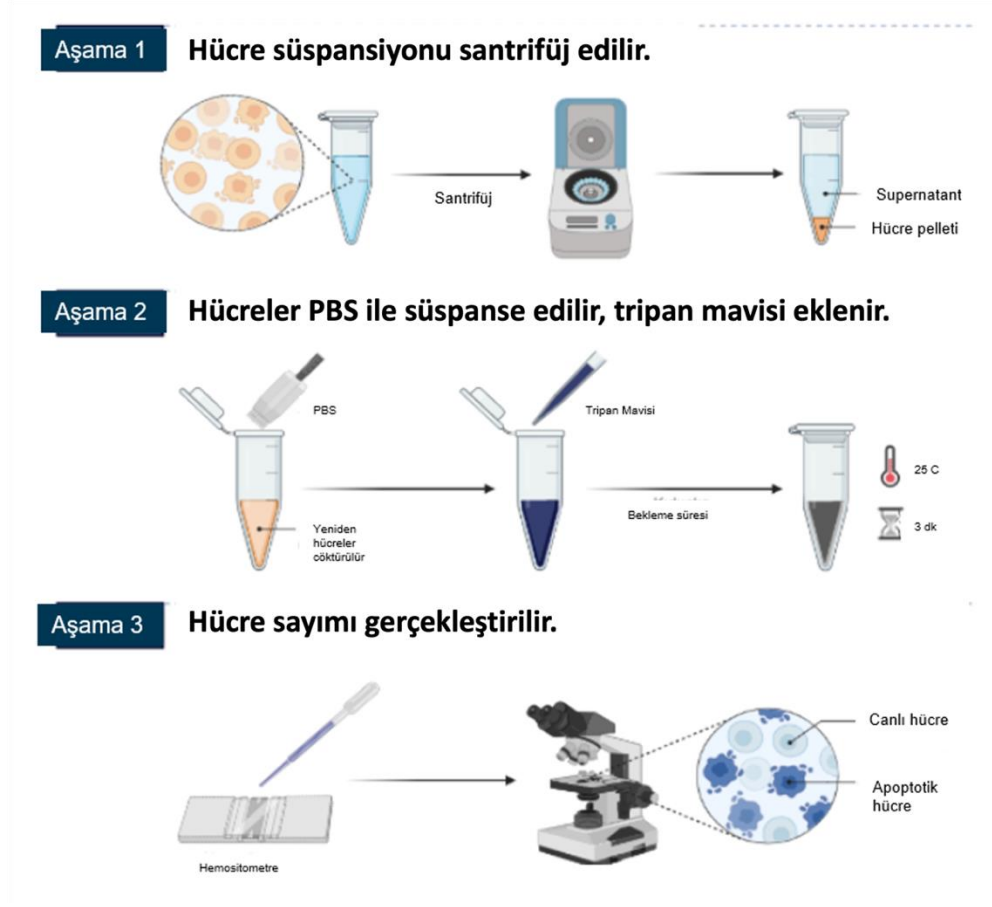 Aşama 1
Hücre süspansiyonu santrifüj edilir.
Santrifüj
Supernatant
Hücre pelleti
Aşama 2
Hücreler PBS ile süspanse edilir, tripan mavisi eklenir.
PBS
Tripan Mavisi
25 C
Bekleme süresi
3 dk
Yeniden
hücreler
cöktürülür
Aşama 3
Hücre sayımı gerçekleştirilir.
Canlı hücre
Apoptotik
hücre
Hemositometre